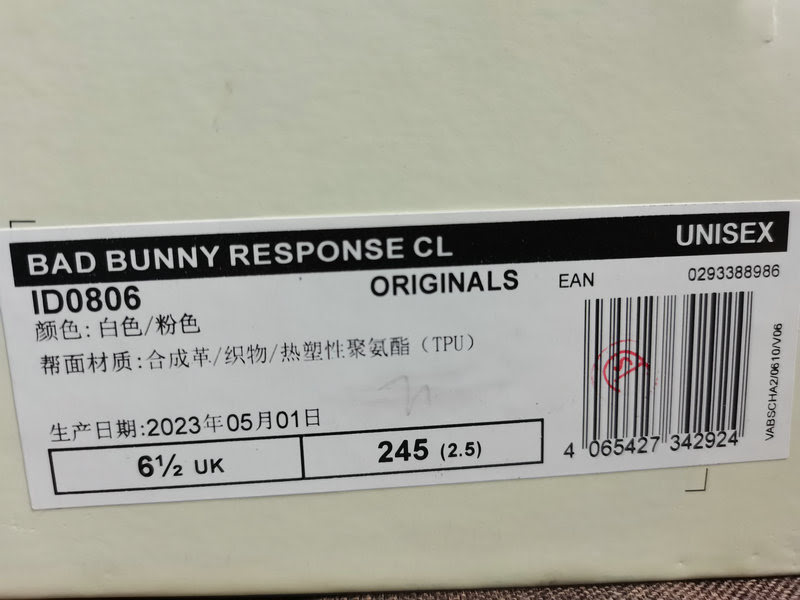 BAD BUNNY RESPONSE CL
UNISEX
ID0806
ORIGINALS
EAN
0293388986
颜色:白色/粉色
帮面材质:合成革/织物/热塑性聚氨酯(TPU)
生产日期:2023年05月01日
6½ UK
245 (2.5)
4 065427 342924
VABSCHA2/0610/V06